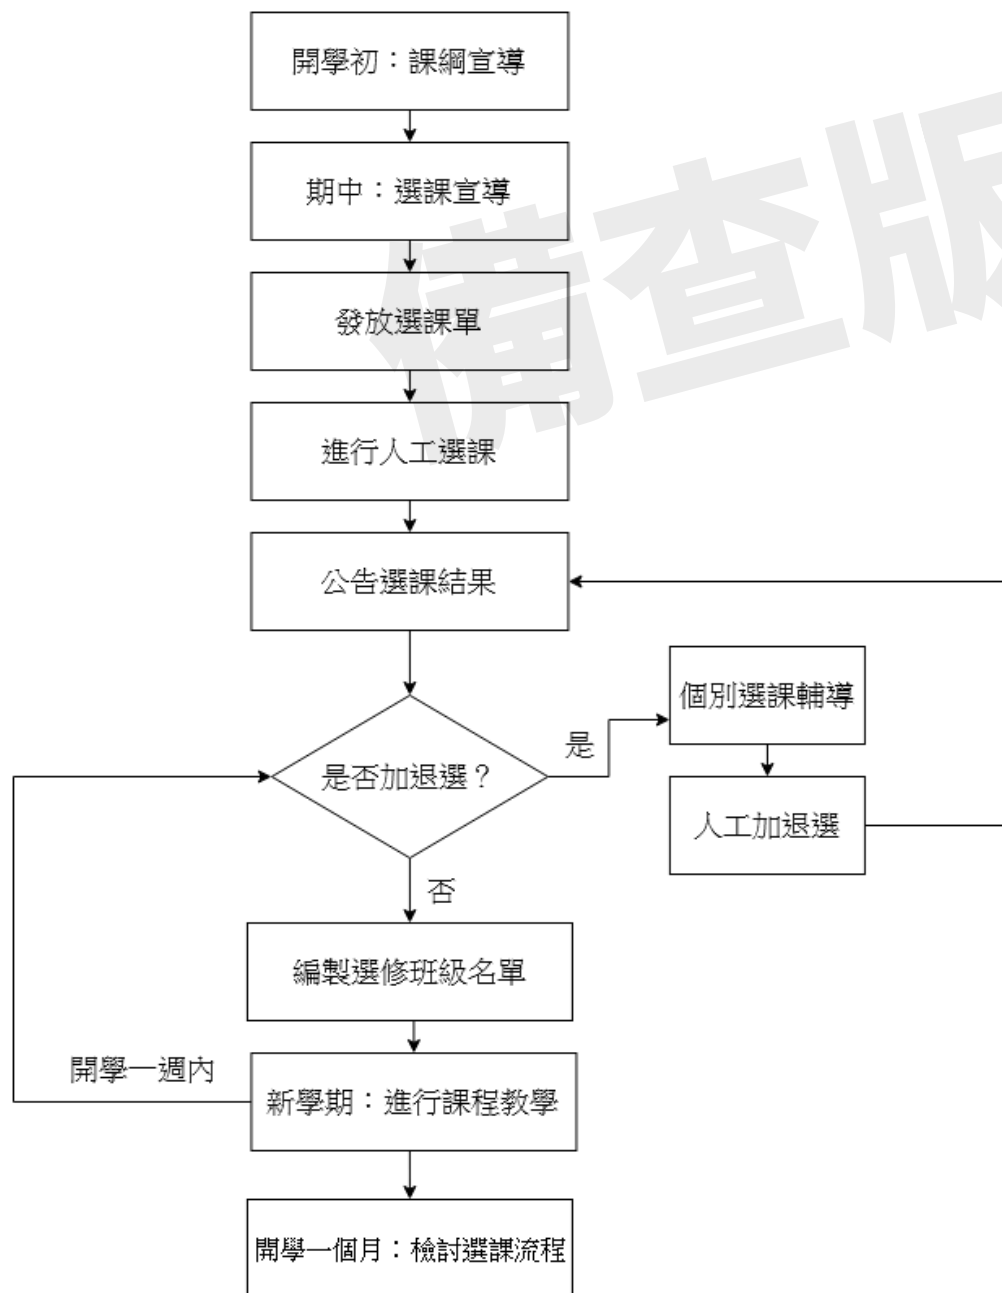 開學初：課綱宣導
期中：選課宣導
發放選課單
進行人工選課
公告選課結果
個別選課輔導
是
是否加退選？
人工加退選
否
編製選修班級名單
開學一週內
新學期：進行課程教學
開學一個月：檢討選課流程
備查版